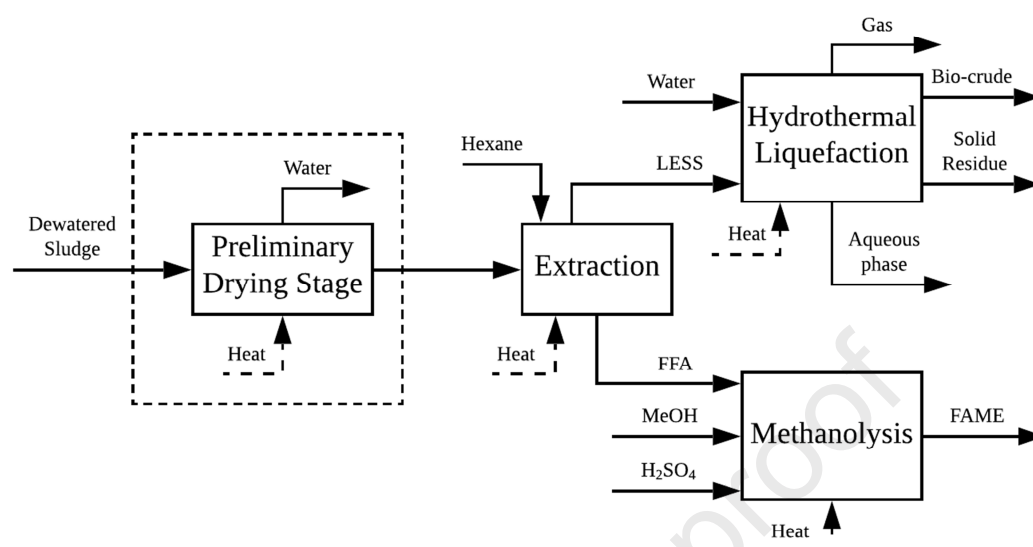 Gas
Water
Bio-crude
Hydrothermal
Liquefaction
Hexane
LESS
Solid
Residue
Water
Dewatered
Sludge
Preliminary
Drying Stage
Extraction
Heat
Aqueous
phase
Heat
Heat
FFA
MeOH
Methanolysis
FAME
H₂SO₄
Heat
proof